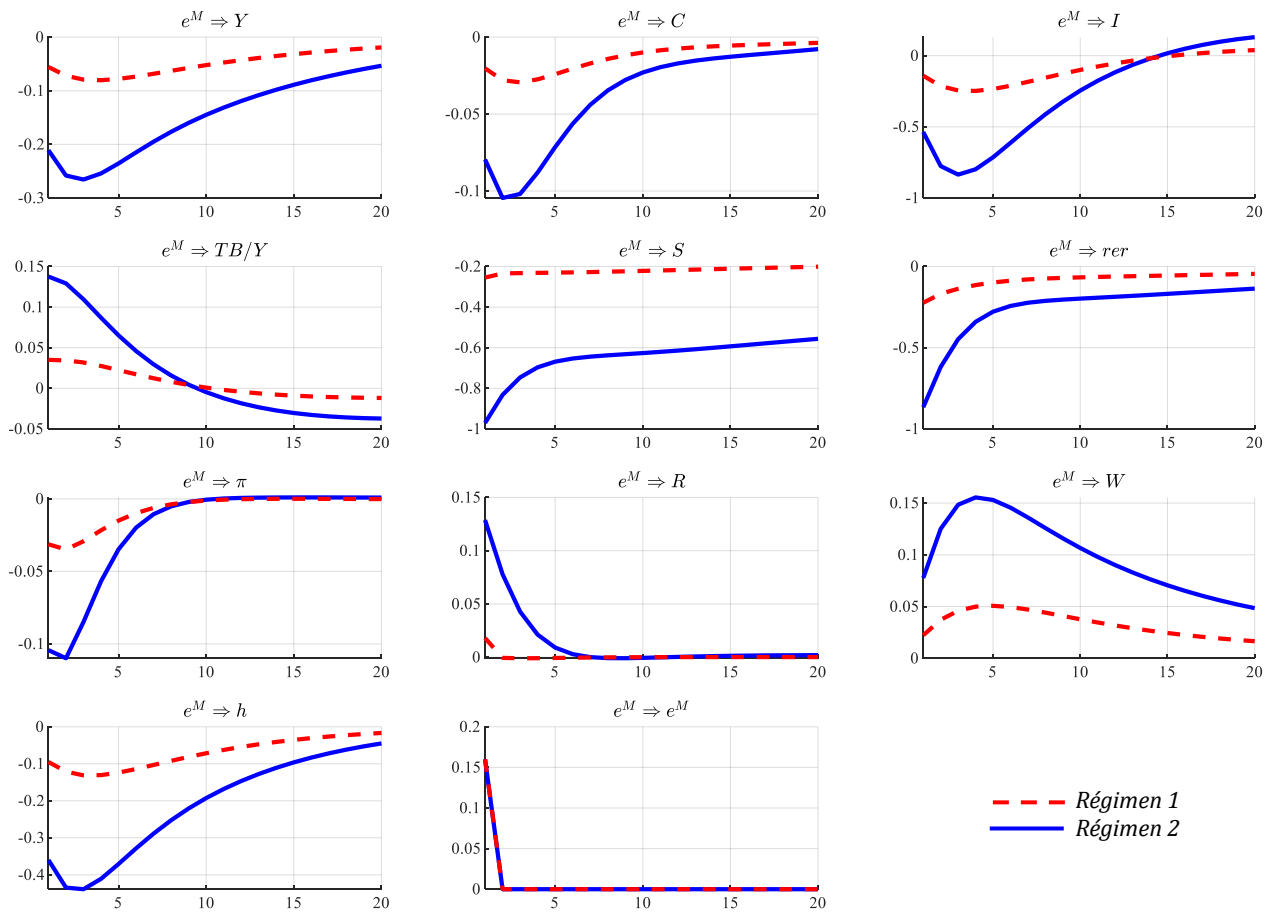 e^M ⇒ Y
0
-0.1
-0.2
-0.3
5 10 15 20
e^M ⇒ C
0
-0.05
-0.1
5 10 15 20
e^M ⇒ I
0
-0.5
-1
5 10 15 20
e^M ⇒ TB/Y
0.15
0.1
0.05
0
-0.05
5 10 15 20
e^M ⇒ S
-0.2
-0.4
-0.6
-0.8
-1
5 10 15 20
e^M ⇒ rer
0
-0.5
-1
5 10 15 20
e^M ⇒ π
0
-0.05
-0.1
5 10 15 20
e^M ⇒ R
0.15
0.1
0.05
0
5 10 15 20
e^M ⇒ W
0.15
0.1
0.05
0
5 10 15 20
e^M ⇒ h
0
-0.1
-0.2
-0.3
-0.4
5 10 15 20
e^M ⇒ e^M
0.2
0.15
0.1
0.05
0
5 10 15 20
Régimen 1
Régimen 2